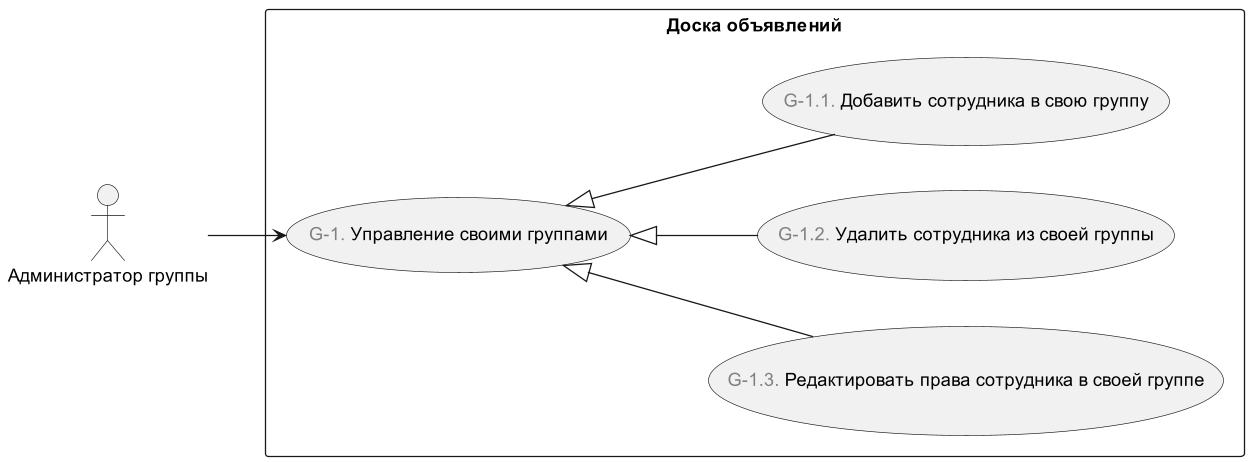 Доска объявлений
G-1.1. Добавить сотрудника в свою группу
G-1. Управление своими группами
G-1.2. Удалить сотрудника из своей группы
Администратор группы
G-1.3. Редактировать права сотрудника в своей группе